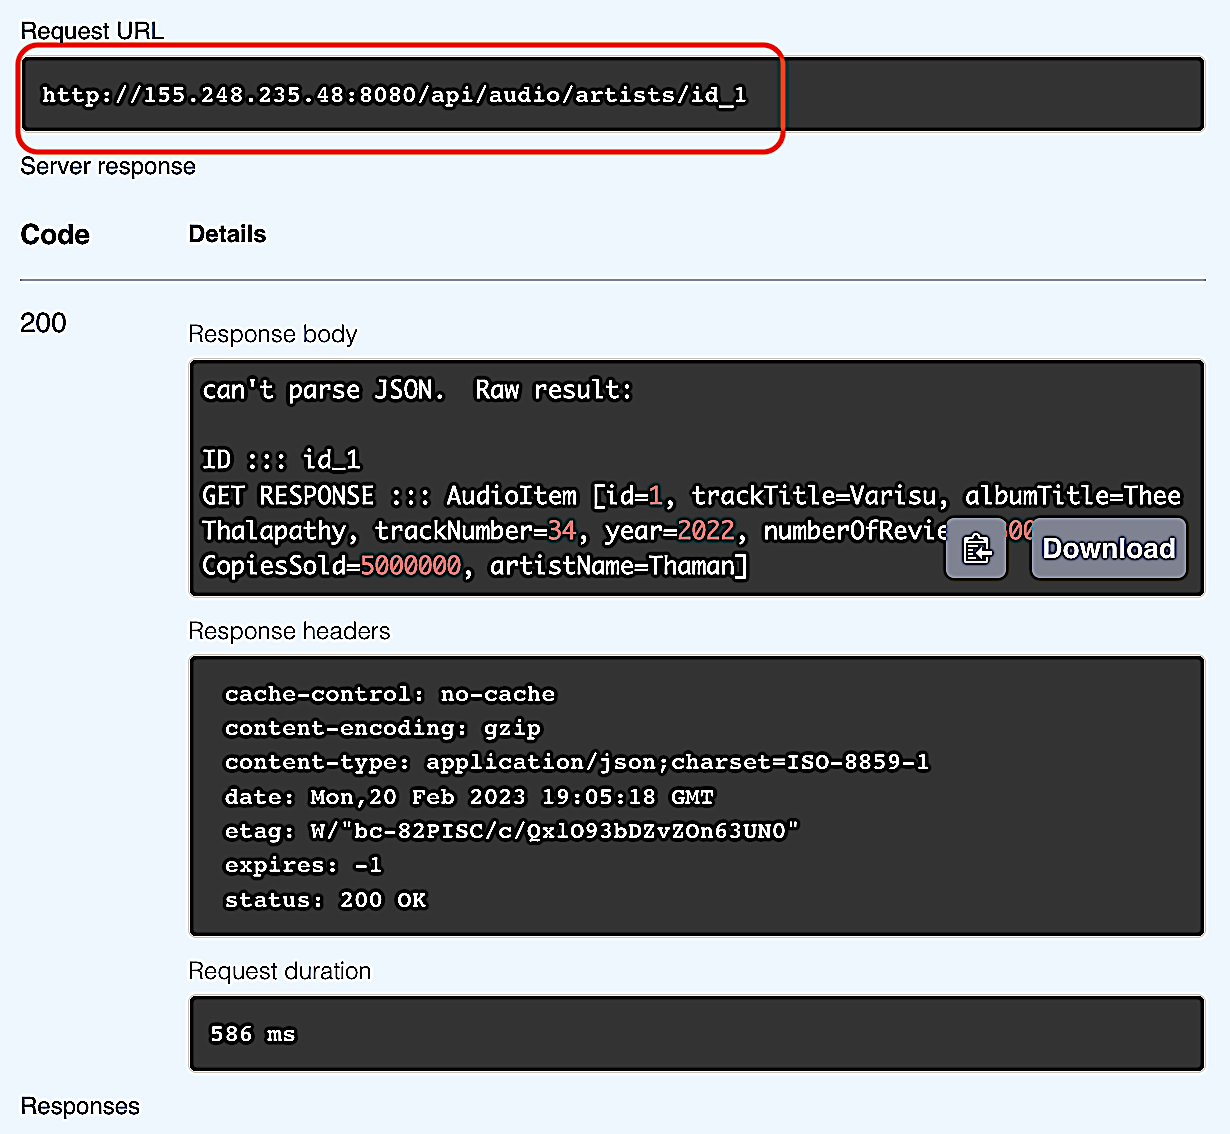 Request URL
http://155.248.235.48:8080/api/audio/artists/id_1
Server response
Code Details
200
Response body
can't parse JSON.  Raw result:
ID ::: id_1
GET RESPONSE ::: AudioItem [id=1, trackTitle=Varisu, albumTitle=Thee
Thalapathy, trackNumber=34, year=2022, numberOfRevie
CopiesSold=5000000, artistName=Thaman]
Download
Response headers
cache-control: no-cache
content-encoding: gzip
content-type: application/json;charset=ISO-8859-1
date: Mon,20 Feb 2023 19:05:18 GMT
etag: W/"bc-82PISC/c/QxlO93bDZvZOn63UN0"
expires: -1
status: 200 OK
Request duration
586 ms
Responses